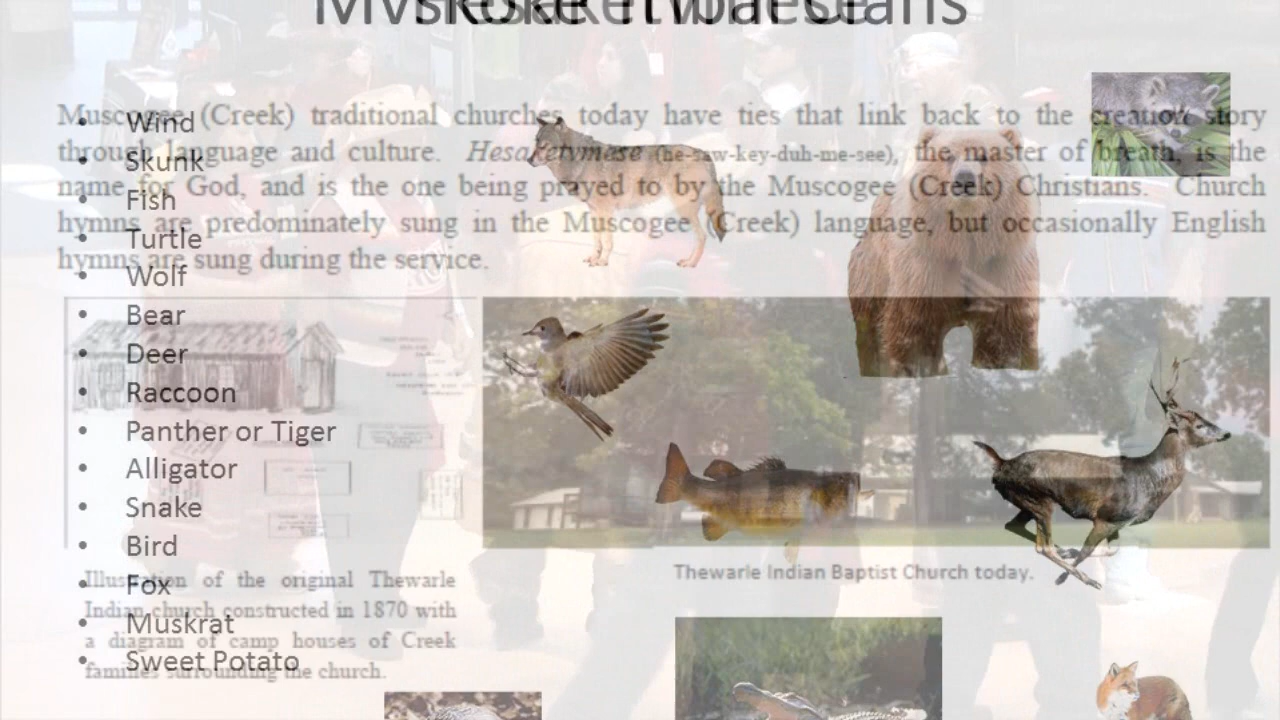 Mvskoke Tribal Clans
Hesaketvmese
Muscogee (Creek) traditional churches today have ties that link back to the creation story
through language and culture. Hesaketvmese (he-saw-key-duh-me-see), the master of breath, is the
name for God, and is the one being prayed to by the Muscogee (Creek) Christians. Church
hymns are predominately sung in the Muscogee (Creek) language, but occasionally English
hymns are sung during the service.
• Wind
• Skunk
• Fish
• Turtle
• Wolf
• Bear
• Deer
• Raccoon
• Panther or Tiger
• Alligator
• Snake
• Bird
• Fox
• Muskrat
• Sweet Potato
Thewarle Indian Baptist Church today.
Illustration of the original Thewarle
Indian church constructed in 1870 with
a diagram of camp houses of Creek
families surrounding the church.